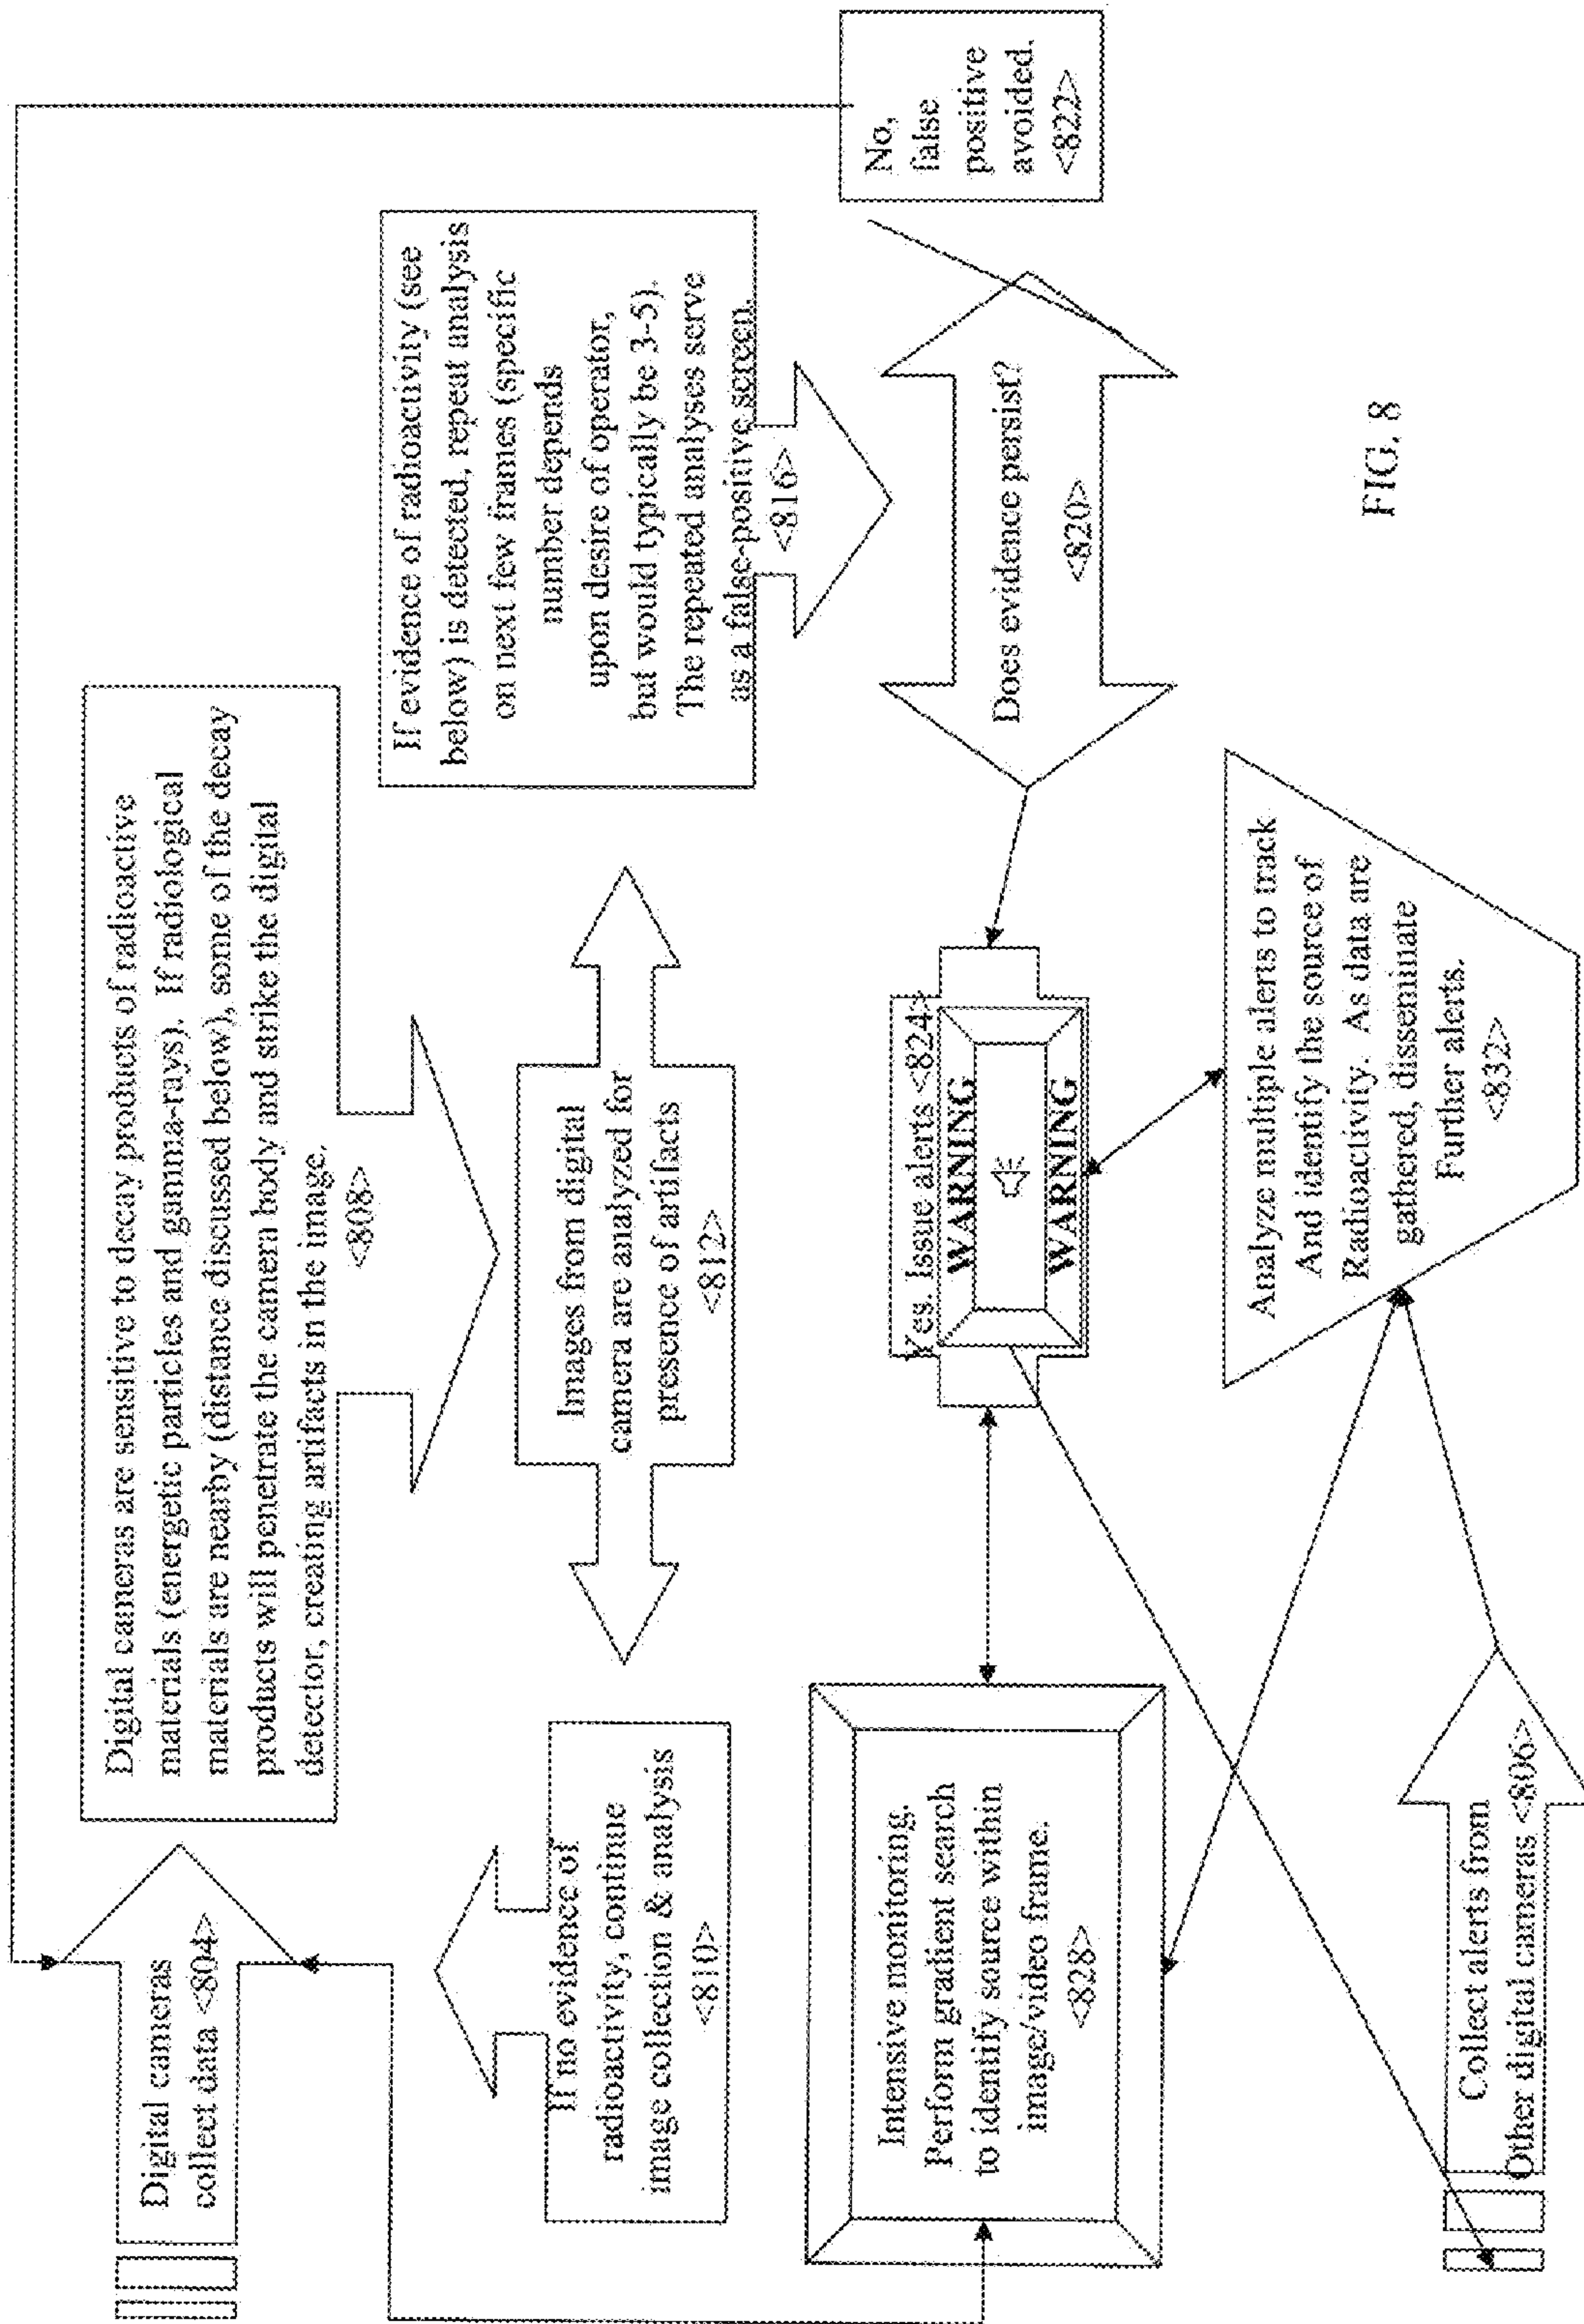 Digital cameras
collect data <804>
Digital cameras are sensitive to decay products of radioactive
materials (energetic particles and gamma-rays). If radiological
materials are nearby (distance discussed below), some of the decay
products will penetrate the camera body and strike the digital
detector, creating artifacts in the image.
<808>
If no evidence of
radioactivity, continue
image collection & analysis
<810>
Images from digital
camera are analyzed for
presence of artifacts
<812>
If evidence of radioactivity (see
below) is detected, repeat analysis
on next few frames (specific
number depends
upon desire of operator,
but would typically be 3-5).
The repeated analyses serve
as a false-positive screen.
<816>
Does evidence persist?
<820>
No,
false
positive
avoided.
<822>
Yes. Issue alerts <824>
WARNING
WARNING
Intensive monitoring.
Perform gradient search
to identify source within
image/video frame.
<828>
Analyze multiple alerts to track
And identify the source of
Radioactivity. As data are
gathered, disseminate
Further alerts.
<832>
Collect alerts from
Other digital cameras <806>
FIG. 8